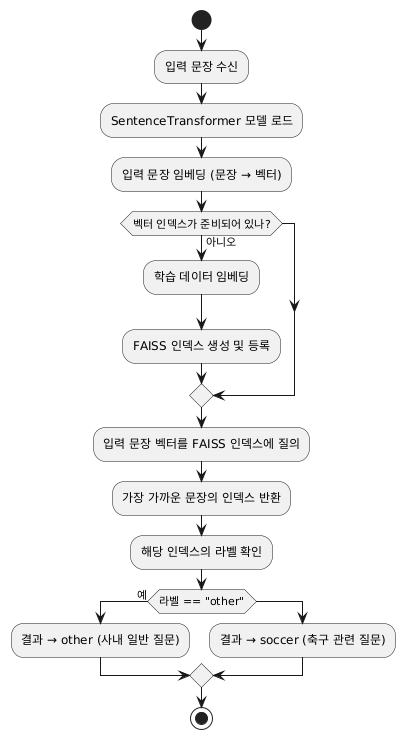 입력 문장 수신
SentenceTransformer 모델 로드
입력 문장 임베딩 (문장 → 벡터)
벡터 인덱스가 준비되어 있나?
아니오
학습 데이터 임베딩
FAISS 인덱스 생성 및 등록
입력 문장 벡터를 FAISS 인덱스에 질의
가장 가까운 문장의 인덱스 반환
해당 인덱스의 라벨 확인
예
라벨 == "other"
결과 → other (사내 일반 질문)
결과 → soccer (축구 관련 질문)